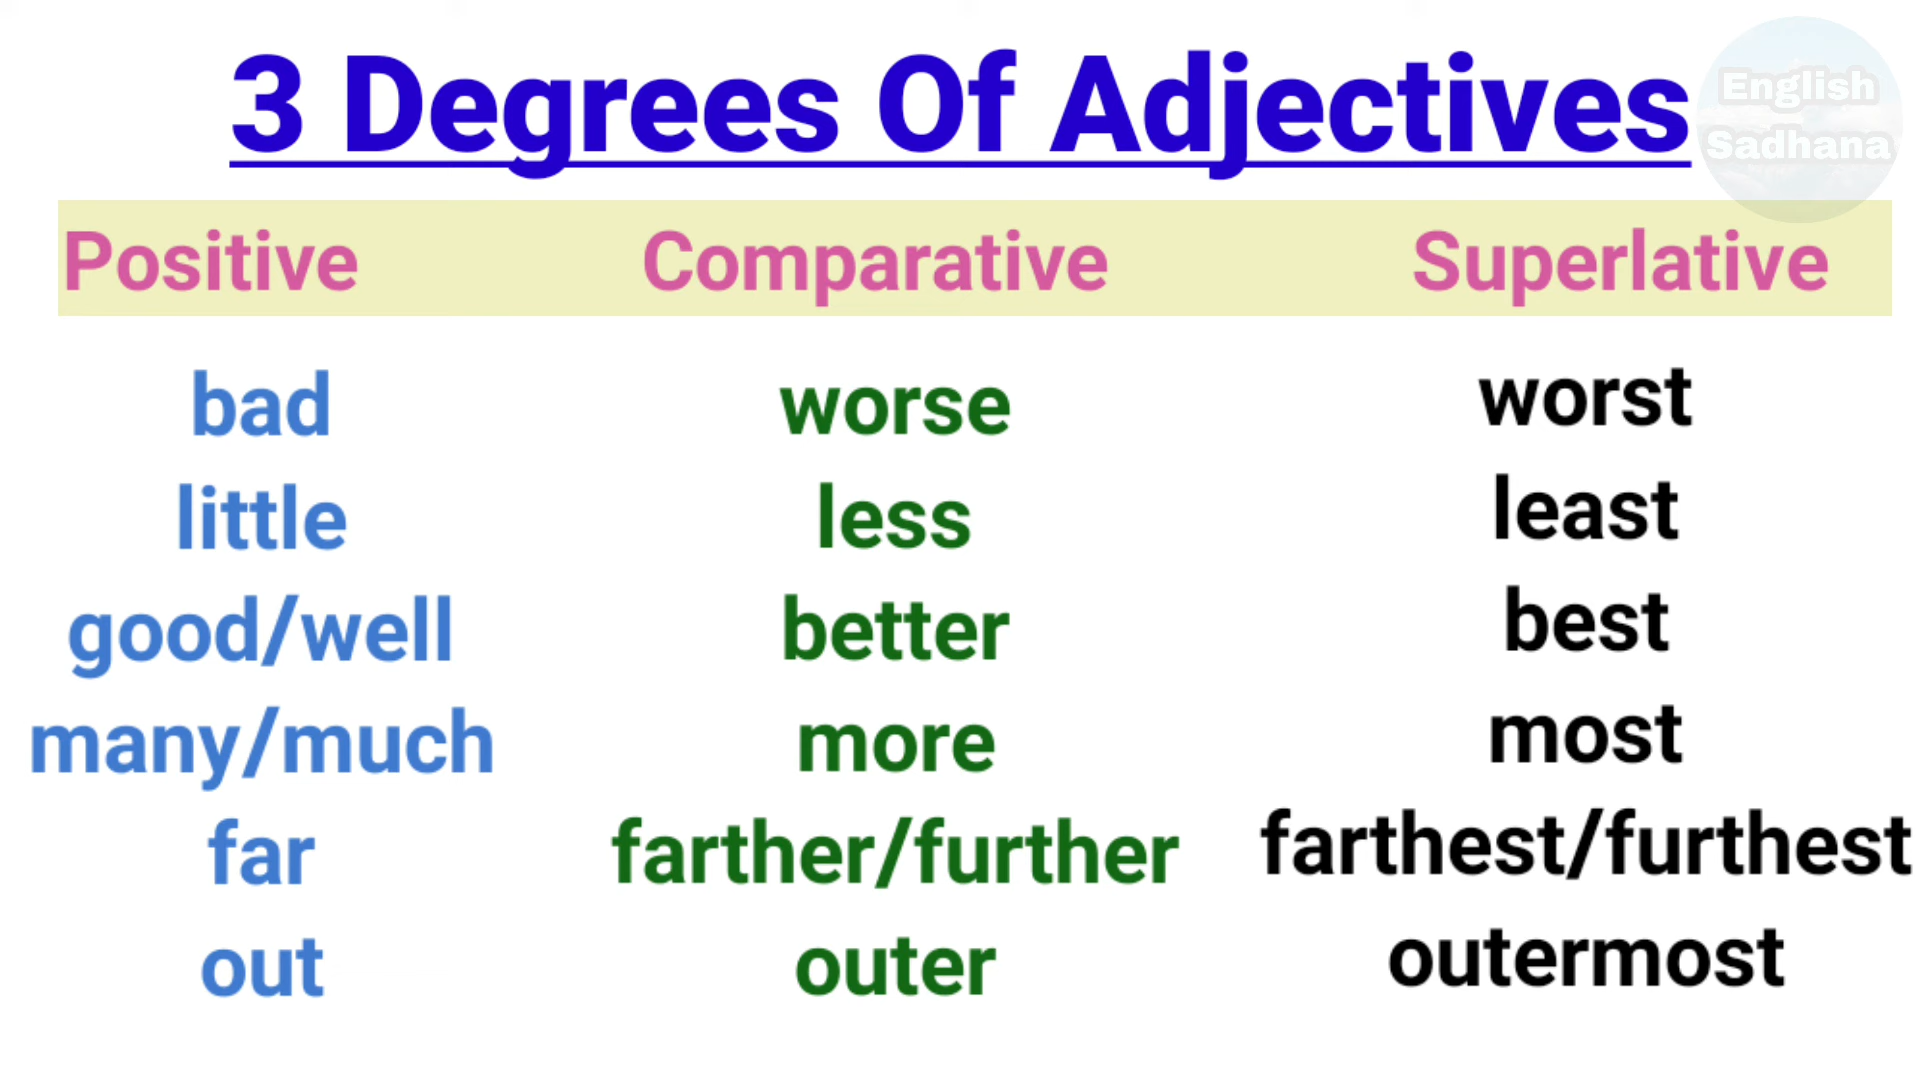 3 Degrees Of Adjectives
English
Sadhana
Positive Comparative Superlative
bad worse worst
little less least
good/well better best
many/much more most
far farther/further farthest/furthest
out outer outermost